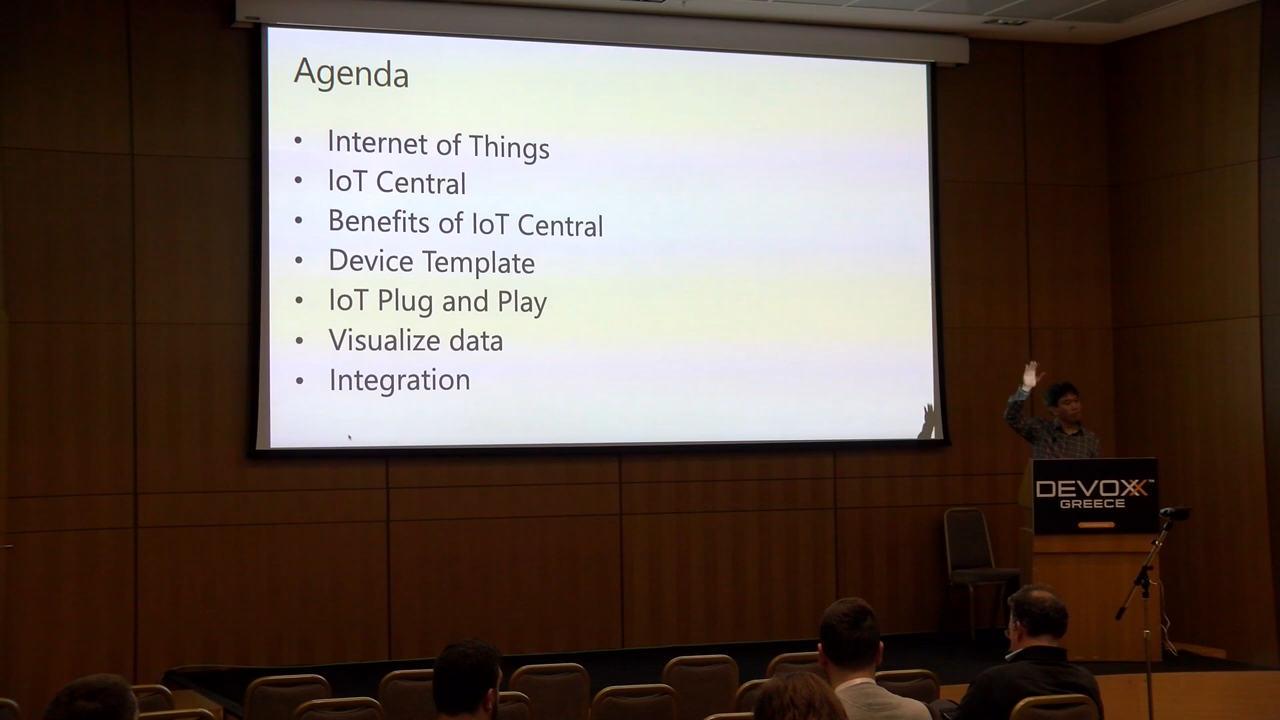 Agenda
• Internet of Things
• IoT Central
• Benefits of IoT Central
• Device Template
• IoT Plug and Play
• Visualize data
• Integration
DEVOXX™
GREECE